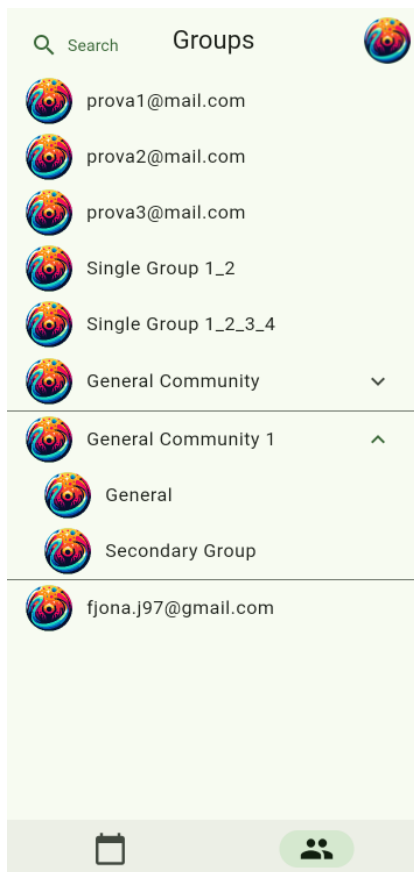 Search
Groups
prova1@mail.com
prova2@mail.com
prova3@mail.com
Single Group 1_2
Single Group 1_2_3_4
General Community
General Community 1
General
Secondary Group
fjona.j97@gmail.com